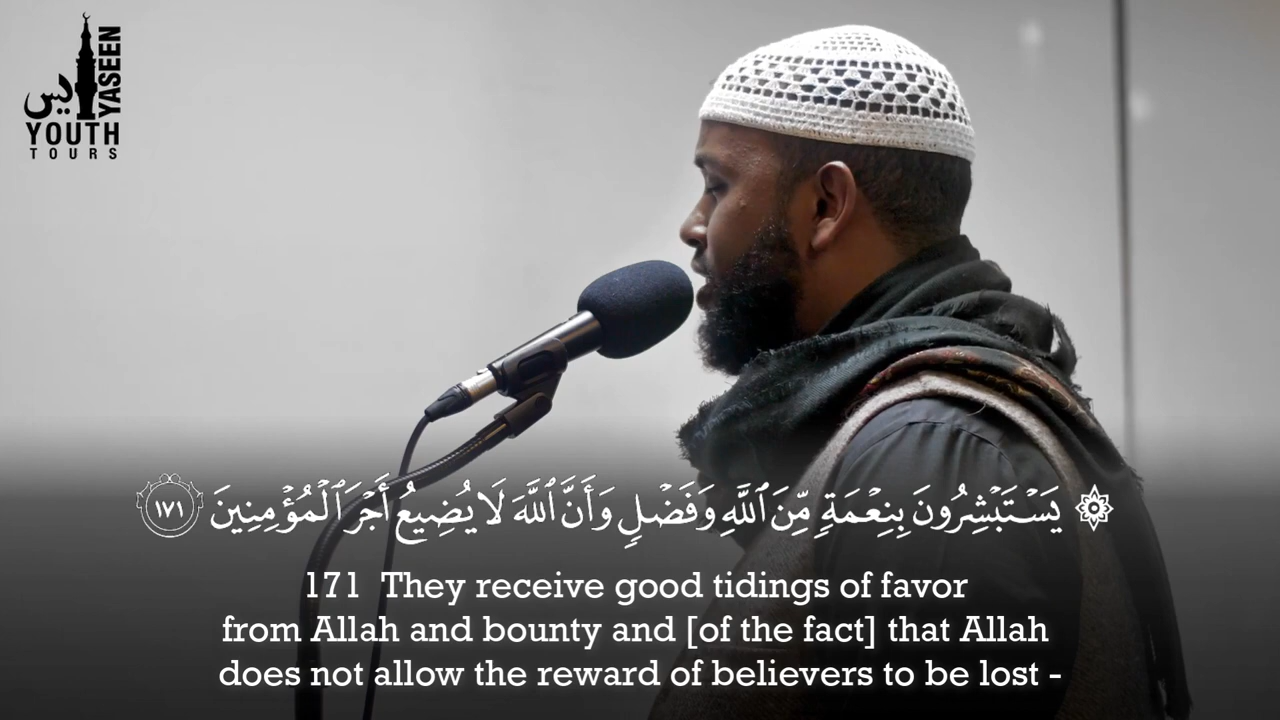 يس
YASEEN
YOUTH
TOURS
۞ يَسْتَبْشِرُونَ بِنِعْمَةٍ مِّنَ ٱللَّهِ وَفَضْلٍ وَأَنَّ ٱللَّهَ لَا يُضِيعُ أَجْرَ ٱلْمُؤْمِنِينَ ١٧١
171 They receive good tidings of favor
from Allah and bounty and [of the fact] that Allah
does not allow the reward of believers to be lost -